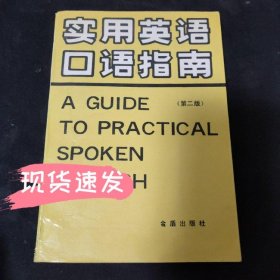 实用英语
口语指南
A GUIDE
(第二版)
TO PRACTICAL
SPOKEN
现货速发
SH
金盾出版社